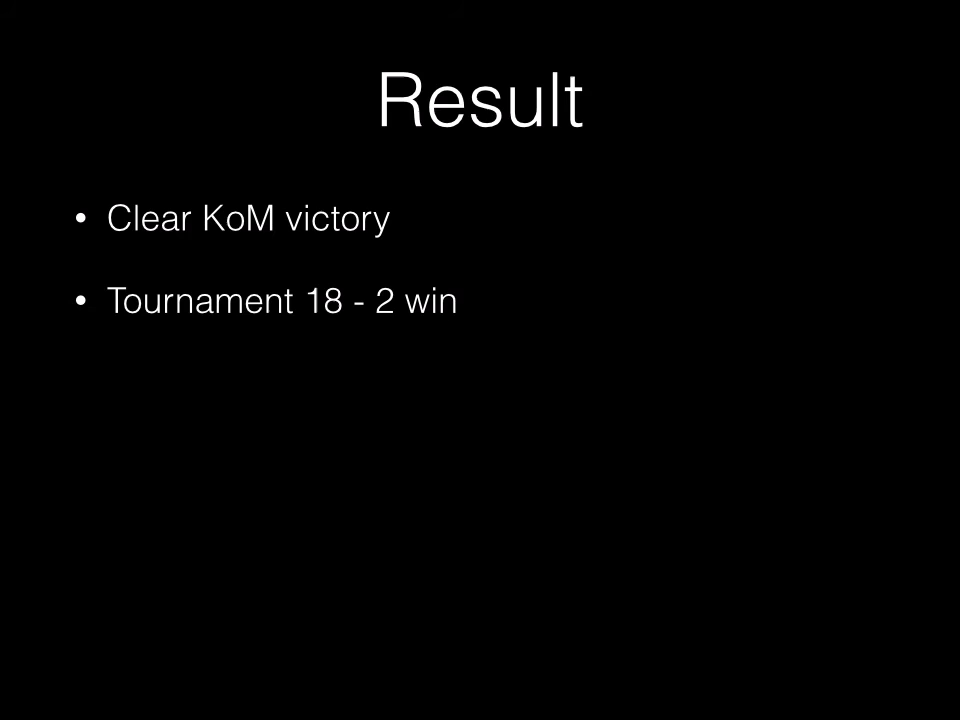 Result
• Clear KoM victory
• Tournament 18 - 2 win